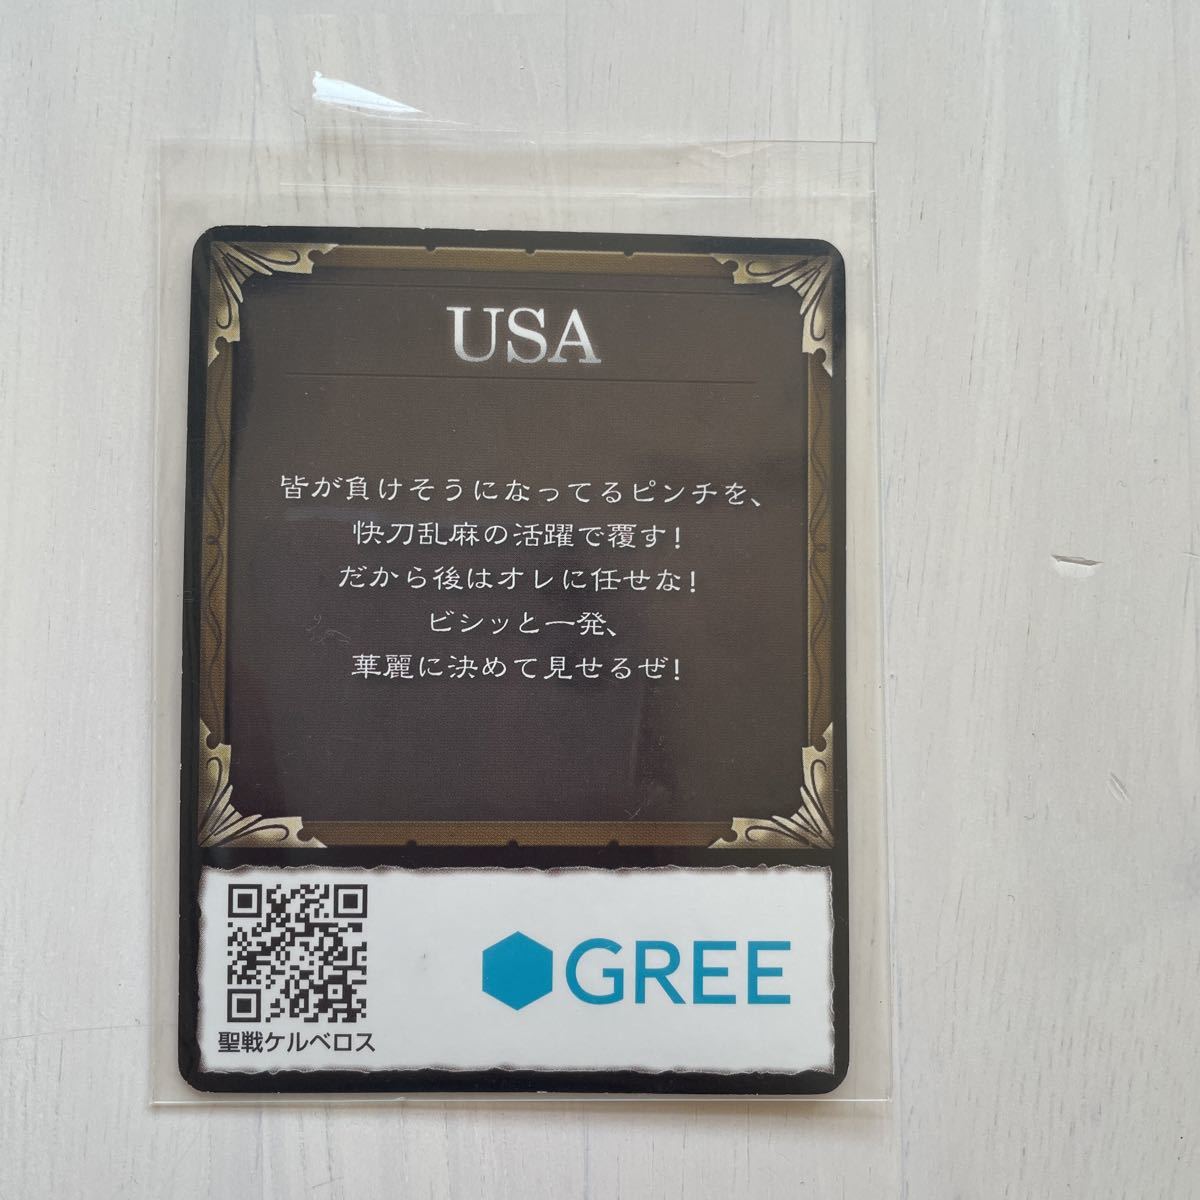 USA
皆が負けそうになってるピンチを、
快刀乱麻の活躍で覆す!
だから後はオレに任せな!
ビシッと一発、
華麗に決めて見せるぜ!
GREE
聖戦ケルベロス